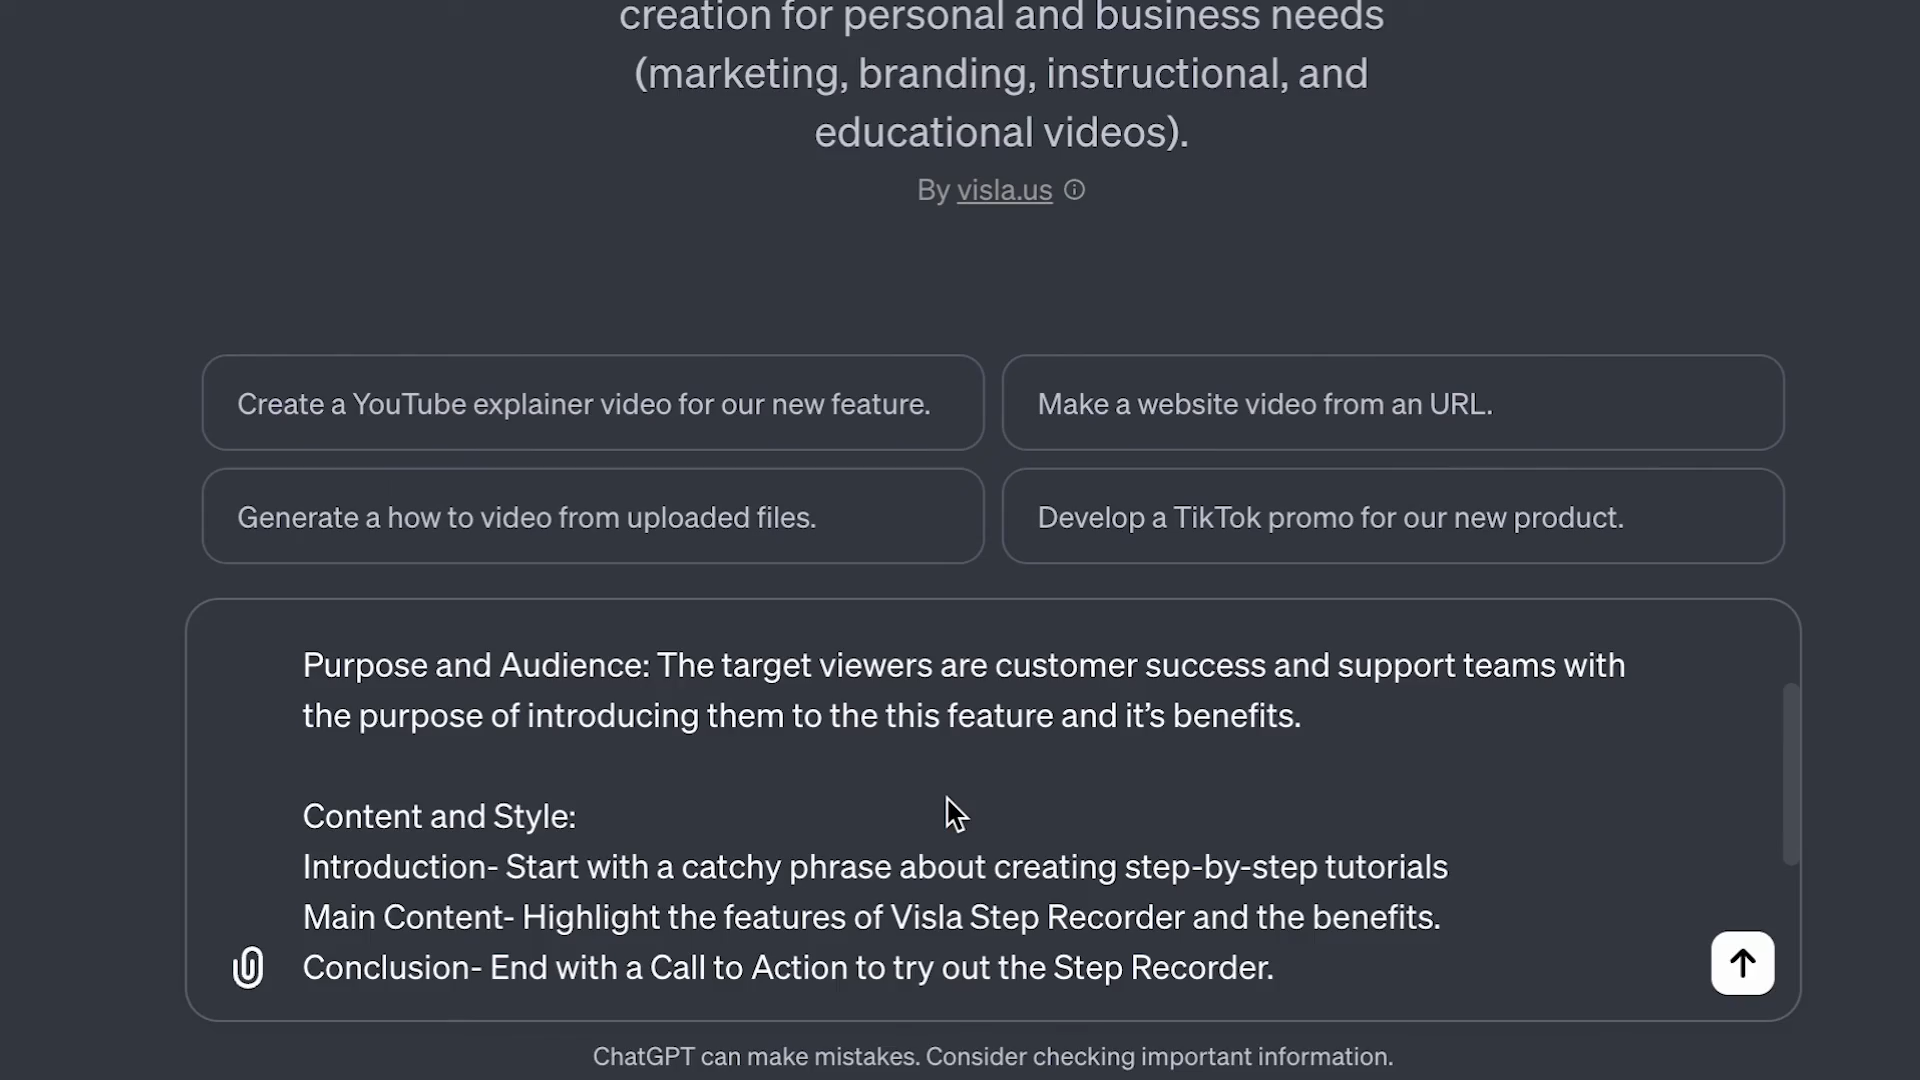 creation for personal and business needs
(marketing, branding, instructional, and
educational videos).
By visla.us
Create a YouTube explainer video for our new feature.
Make a website video from an URL.
Generate a how to video from uploaded files.
Develop a TikTok promo for our new product.
Purpose and Audience: The target viewers are customer success and support teams with
the purpose of introducing them to the this feature and it’s benefits.
Content and Style:
Introduction- Start with a catchy phrase about creating step-by-step tutorials
Main Content- Highlight the features of Visla Step Recorder and the benefits.
Conclusion- End with a Call to Action to try out the Step Recorder.
ChatGPT can make mistakes. Consider checking important information.